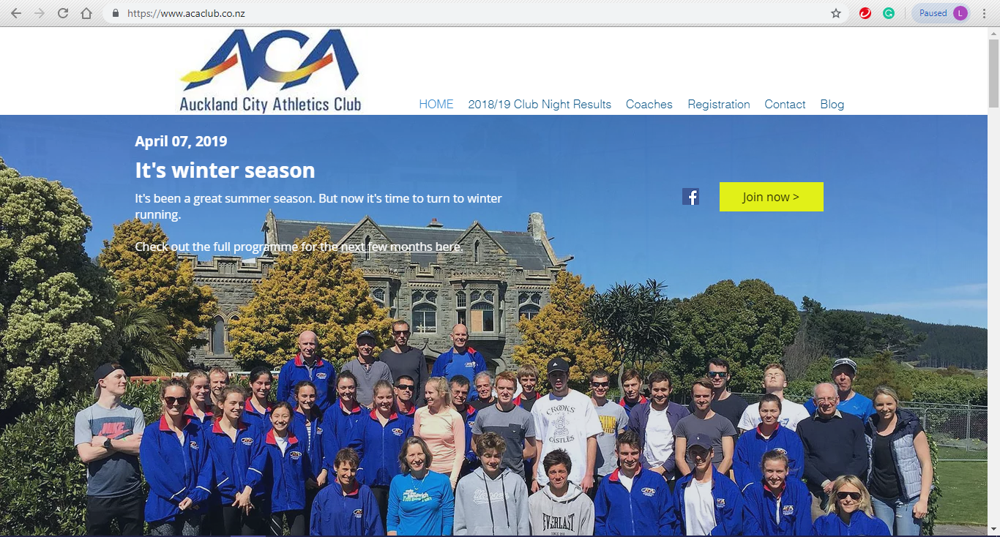 https://www.acaclub.co.nz
Paused
L
ACA
Auckland City Athletics Club
HOME
2018/19 Club Night Results
Coaches
Registration
Contact
Blog
April 07, 2019
It's winter season
It's been a great summer season. But now it's time to turn to winter
running.
Check out the full programme for the next few months here.
f
Join now >
NIKE
CROOKS
CASTLES
EVERLAST